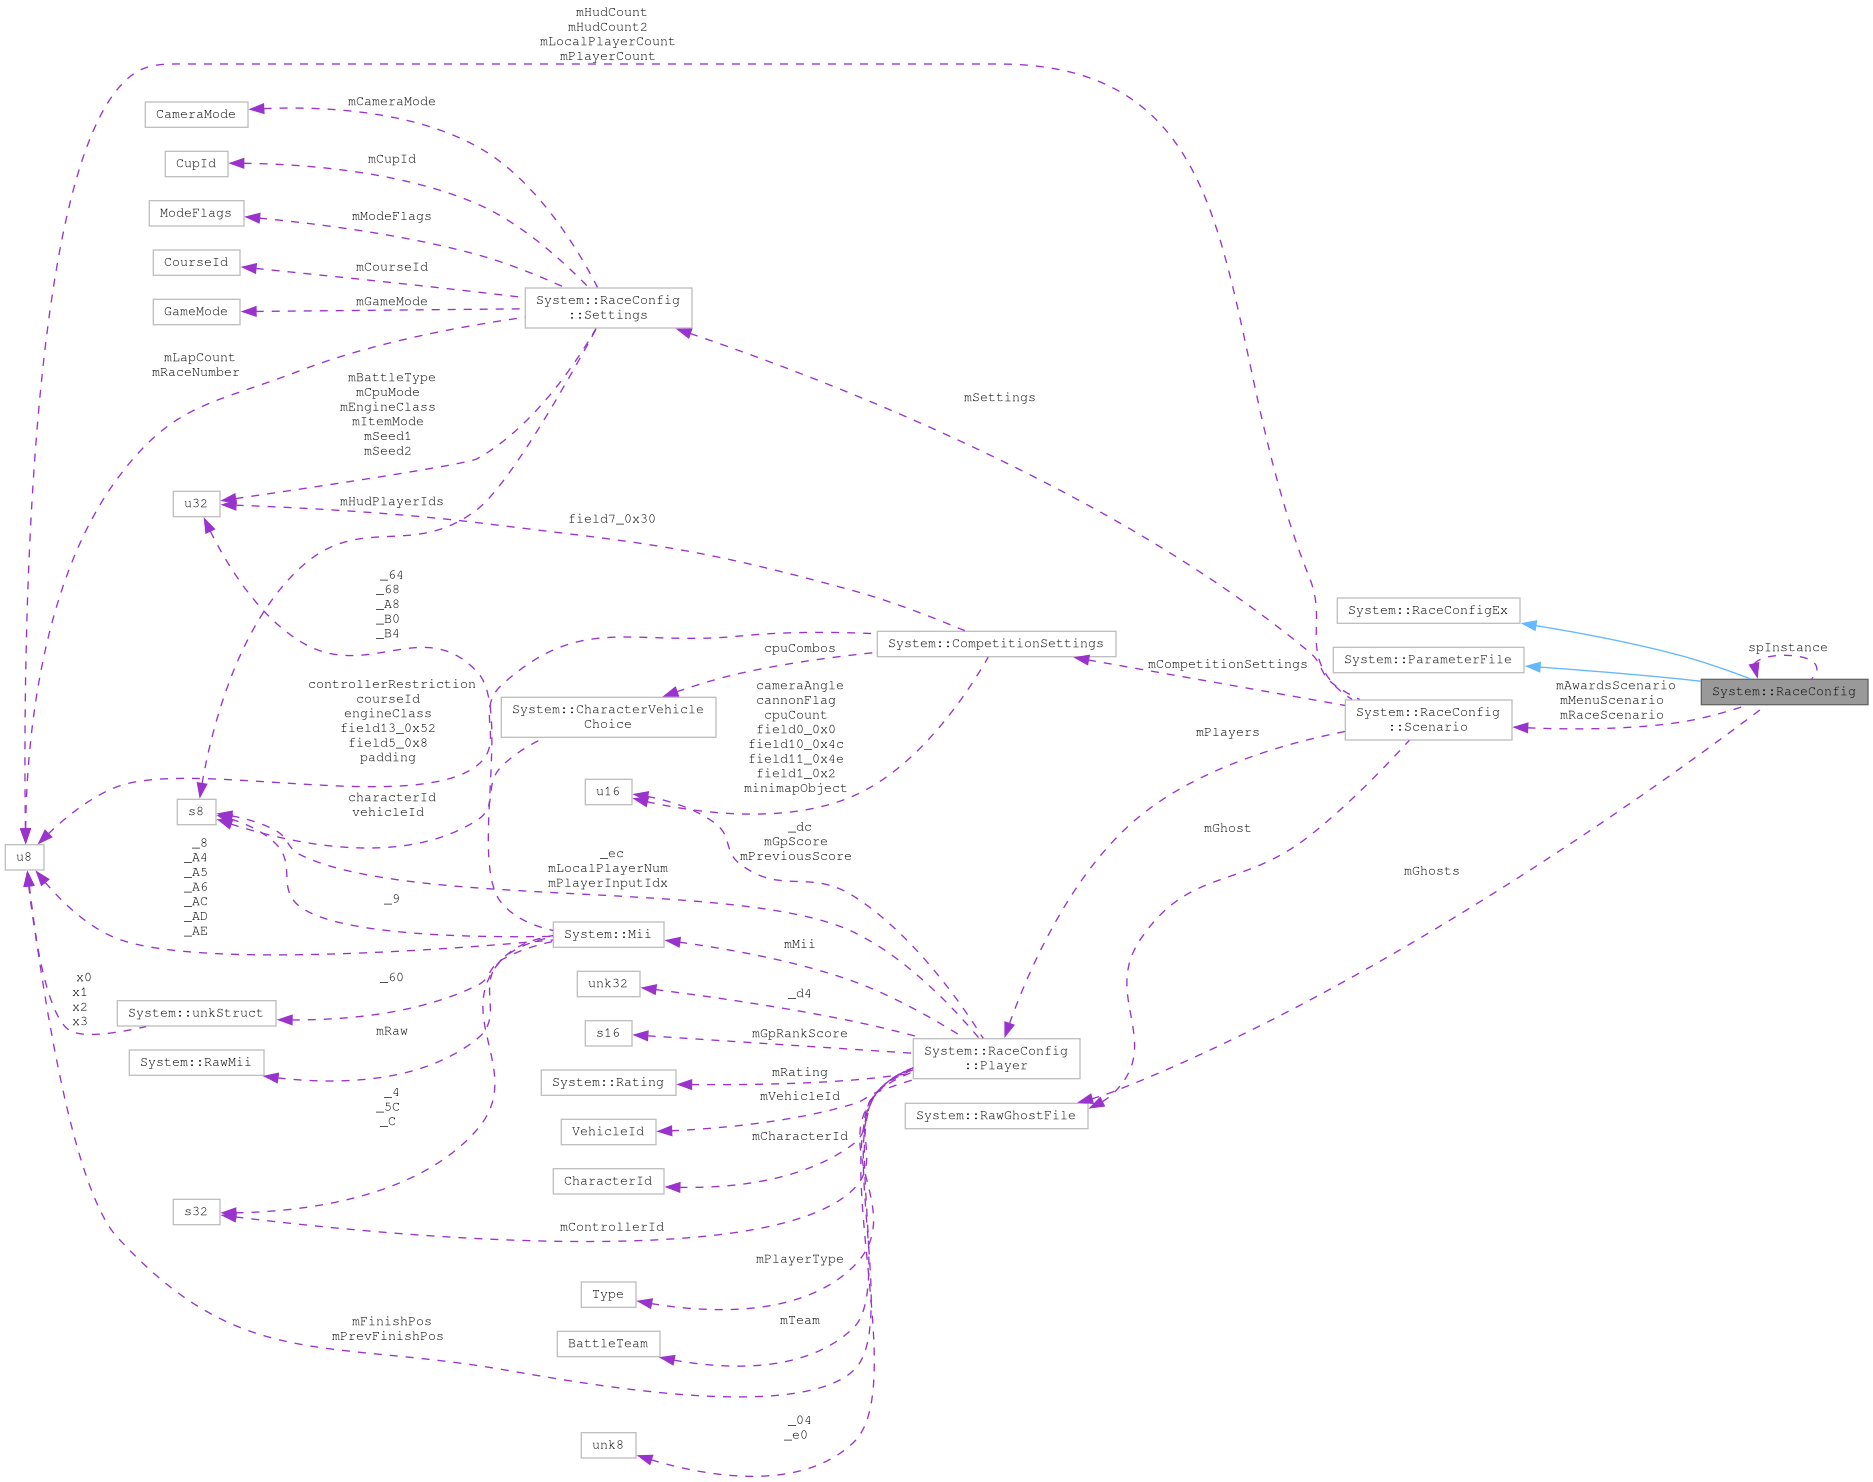 mHudCount
mHudCount2
mLocalPlayerCount
mPlayerCount
mCameraMode
CameraMode
mCupId
CupId
ModeFlags
mModeFlags
CourseId
mCourseId
GameMode
mGameMode
System::RaceConfig
::Settings
mLapCount
mRaceNumber
mBattleType
mCpuMode
mEngineClass
mItemMode
mSeed1
mSeed2
mSettings
u32
mHudPlayerIds
field7_0x30
_64
_68
_A8
_B0
_B4
System::RaceConfigEx
System::CompetitionSettings
cpuCombos
mCompetitionSettings
System::ParameterFile
spInstance
System::RaceConfig
controllerRestriction
courseId
engineClass
field13_0x52
field5_0x8
padding
System::CharacterVehicle
Choice
cameraAngle
cannonFlag
cpuCount
field0_0x0
field10_0x4c
field11_0x4e
field1_0x2
minimapObject
mAwardsScenario
mMenuScenario
mRaceScenario
System::RaceConfig
::Scenario
mPlayers
u16
s8
characterId
vehicleId
_dc
mGpScore
mPreviousScore
mGhost
u8
_8
_A4
_A5
_A6
_AC
_AD
_AE
_ec
mLocalPlayerNum
mPlayerInputIdx
mGhosts
_9
System::Mii
mMii
x0
x1
x2
x3
_60
unk32
_d4
System::unkStruct
mRaw
s16
mGpRankScore
System::RaceConfig
::Player
System::RawMii
System::Rating
mRating
_4
_5C
_C
mVehicleId
System::RawGhostFile
VehicleId
mCharacterId
CharacterId
s32
mControllerId
mPlayerType
Type
mFinishPos
mPrevFinishPos
mTeam
BattleTeam
_04
_e0
unk8